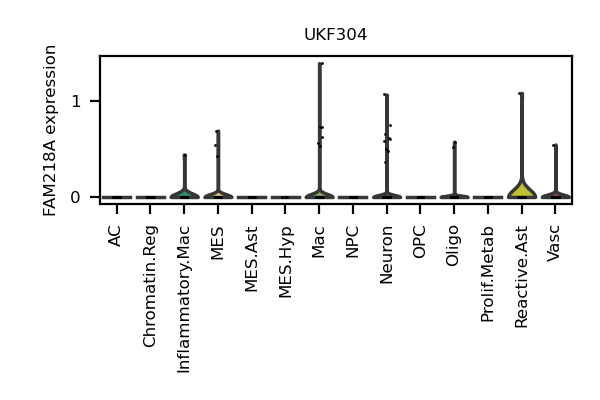 UKF304
FAM218A expression
1
0
AC
Chromatin.Reg
Inflammatory.Mac
MES
MES.Ast
MES.Hyp
Mac
NPC
Neuron
OPC
Oligo
Prolif.Metab
Reactive.Ast
Vasc